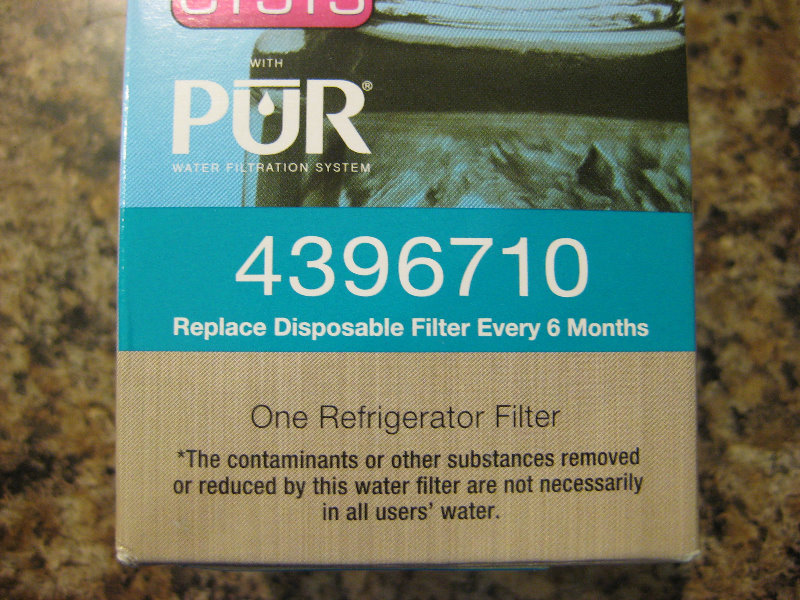 WITH
PŪR®
WATER FILTRATION SYSTEM
4396710
Replace Disposable Filter Every 6 Months
One Refrigerator Filter
*The contaminants or other substances removed
or reduced by this water filter are not necessarily
in all users' water.